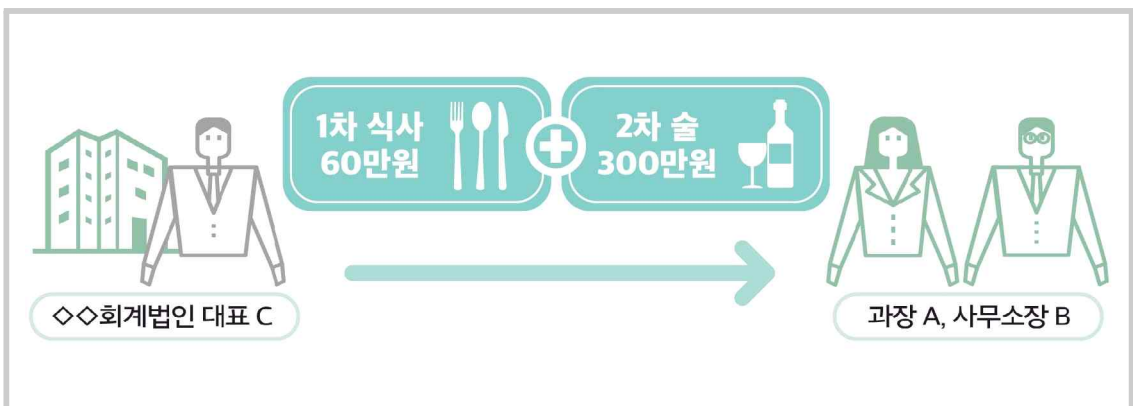 1차 식사
60만원
2차 술
300만원
◇◇회계법인 대표 C
과장 A, 사무소장 B